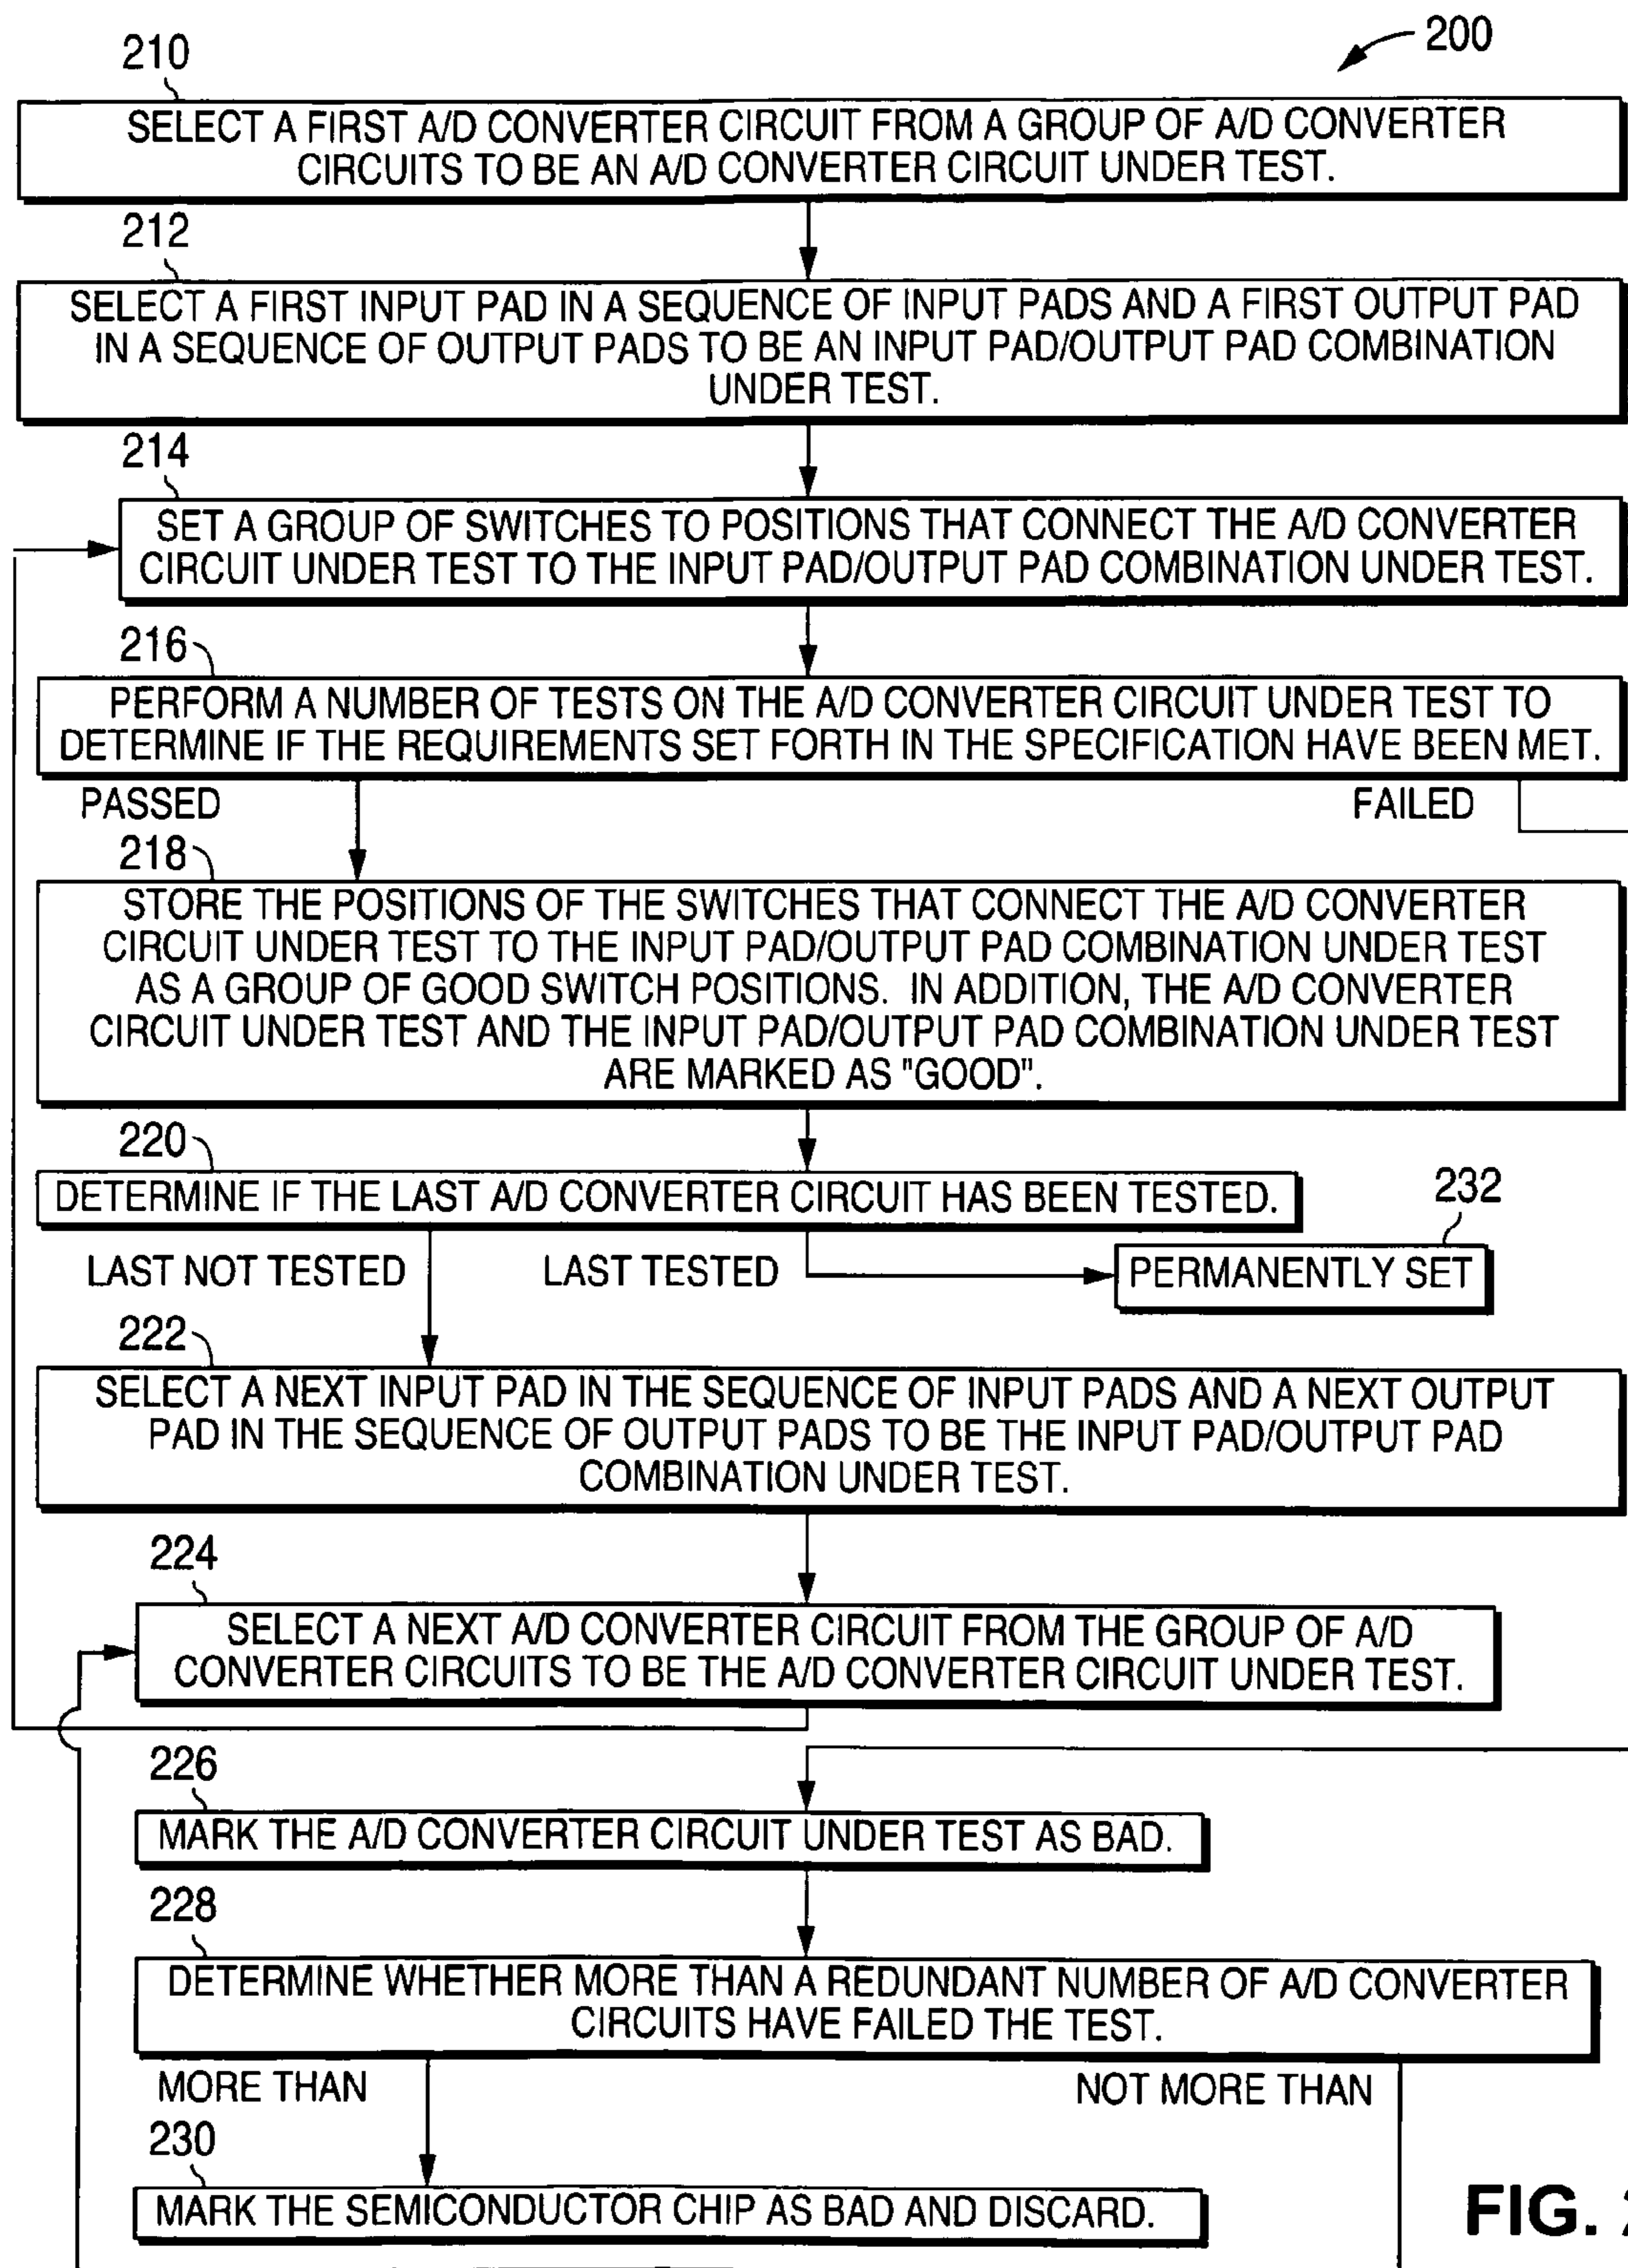 200
210
SELECT A FIRST A/D CONVERTER CIRCUIT FROM A GROUP OF A/D CONVERTER
CIRCUITS TO BE AN A/D CONVERTER CIRCUIT UNDER TEST.
212
SELECT A FIRST INPUT PAD IN A SEQUENCE OF INPUT PADS AND A FIRST OUTPUT PAD
IN A SEQUENCE OF OUTPUT PADS TO BE AN INPUT PAD/OUTPUT PAD COMBINATION
UNDER TEST.
214
SET A GROUP OF SWITCHES TO POSITIONS THAT CONNECT THE A/D CONVERTER
CIRCUIT UNDER TEST TO THE INPUT PAD/OUTPUT PAD COMBINATION UNDER TEST.
216
PERFORM A NUMBER OF TESTS ON THE A/D CONVERTER CIRCUIT UNDER TEST TO
DETERMINE IF THE REQUIREMENTS SET FORTH IN THE SPECIFICATION HAVE BEEN MET.
PASSED
FAILED
218
STORE THE POSITIONS OF THE SWITCHES THAT CONNECT THE A/D CONVERTER
CIRCUIT UNDER TEST TO THE INPUT PAD/OUTPUT PAD COMBINATION UNDER TEST
AS A GROUP OF GOOD SWITCH POSITIONS. IN ADDITION, THE A/D CONVERTER
CIRCUIT UNDER TEST AND THE INPUT PAD/OUTPUT PAD COMBINATION UNDER TEST
ARE MARKED AS "GOOD".
220
DETERMINE IF THE LAST A/D CONVERTER CIRCUIT HAS BEEN TESTED.
232
LAST NOT TESTED
LAST TESTED
PERMANENTLY SET
222
SELECT A NEXT INPUT PAD IN THE SEQUENCE OF INPUT PADS AND A NEXT OUTPUT
PAD IN THE SEQUENCE OF OUTPUT PADS TO BE THE INPUT PAD/OUTPUT PAD
COMBINATION UNDER TEST.
224
SELECT A NEXT A/D CONVERTER CIRCUIT FROM THE GROUP OF A/D
CONVERTER CIRCUITS TO BE THE A/D CONVERTER CIRCUIT UNDER TEST.
226
MARK THE A/D CONVERTER CIRCUIT UNDER TEST AS BAD.
228
DETERMINE WHETHER MORE THAN A REDUNDANT NUMBER OF A/D CONVERTER
CIRCUITS HAVE FAILED THE TEST.
MORE THAN
NOT MORE THAN
230
MARK THE SEMICONDUCTOR CHIP AS BAD AND DISCARD.
FIG.